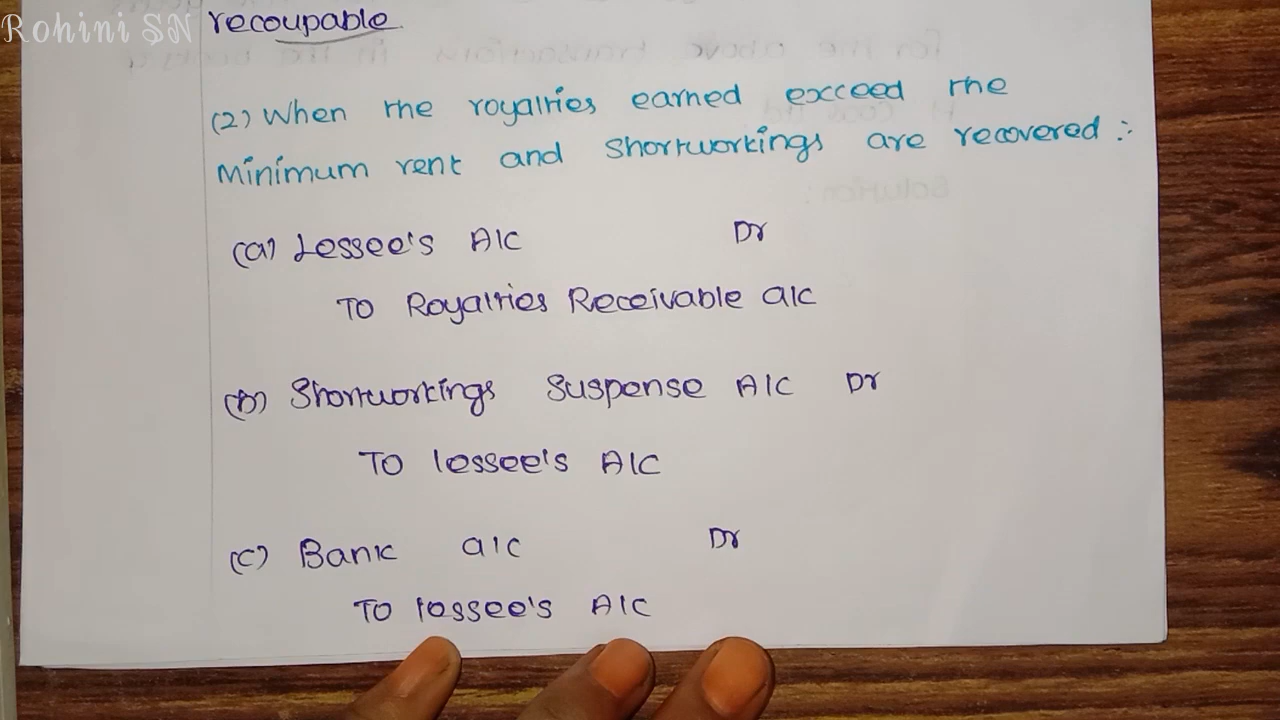 Rohini SN
recoupable
(2) When the royalties earned exceed the
Minimum rent and Shortworkings are recovered :-
(a) Lessee's A/C Dr
To Royalties Receivable a/c
(b) Shortworkings Suspense A/C Dr
To lessee's A/C
(C) Bank a/c Dr
To lessee's A/C